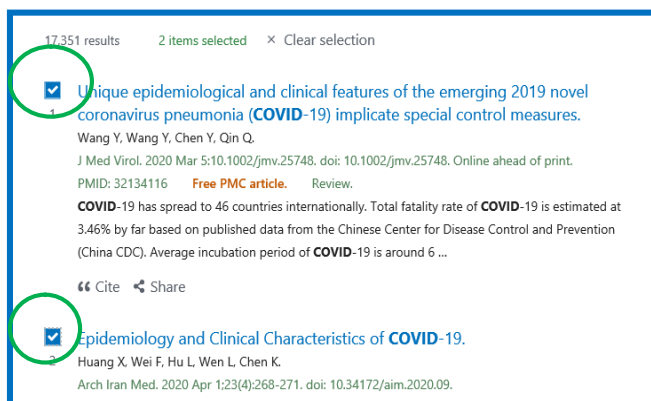 17,351 results 2 items selected × Clear selection
Unique epidemiological and clinical features of the emerging 2019 novel
1 coronavirus pneumonia (COVID-19) implicate special control measures.
Wang Y, Wang Y, Chen Y, Qin Q.
J Med Virol. 2020 Mar 5:10.1002/jmv.25748. doi: 10.1002/jmv.25748. Online ahead of print.
PMID: 32134116 Free PMC article. Review.
COVID-19 has spread to 46 countries internationally. Total fatality rate of COVID-19 is estimated at
3.46% by far based on published data from the Chinese Center for Disease Control and Prevention
(China CDC). Average incubation period of COVID-19 is around 6 ...
Cite Share
Epidemiology and Clinical Characteristics of COVID-19.
2 Huang X, Wei F, Hu L, Wen L, Chen K.
Arch Iran Med. 2020 Apr 1;23(4):268-271. doi: 10.34172/aim.2020.09.